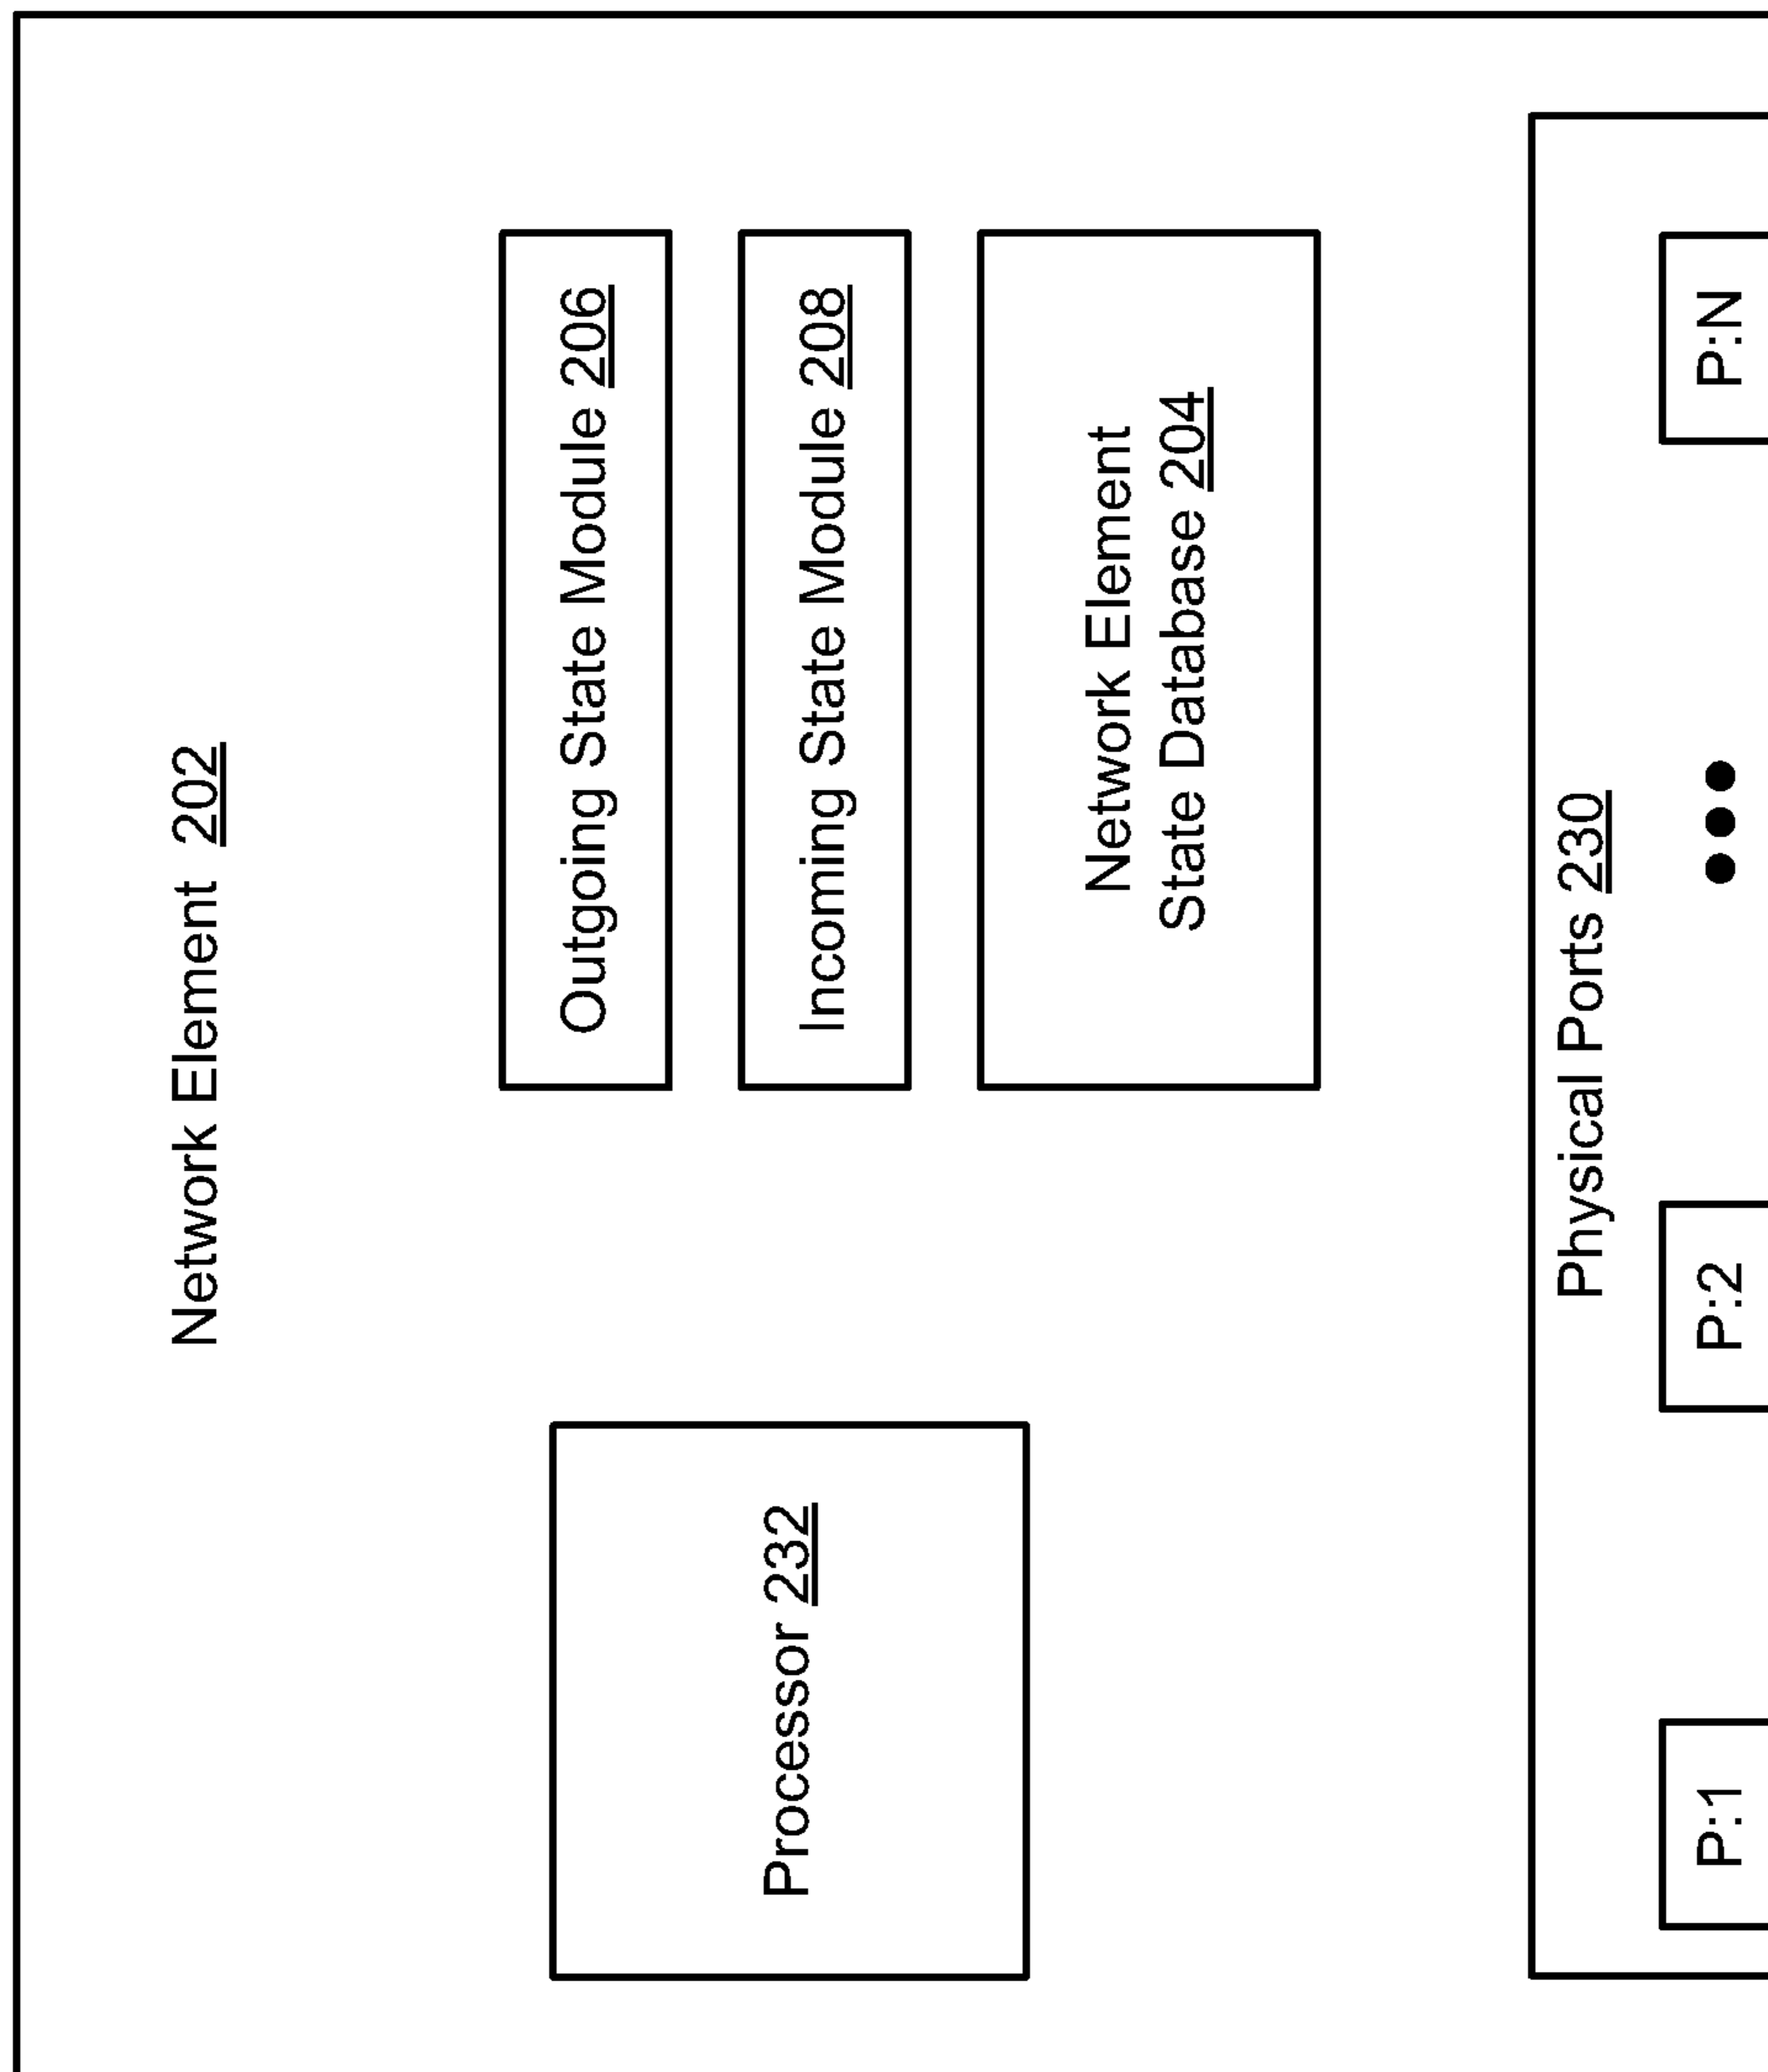 Network Element 202
Outgoing State Module 206
Incoming State Module 208
Processor 232
Network Element
State Database 204
Physical Ports 230
P:1
P:2
P:N